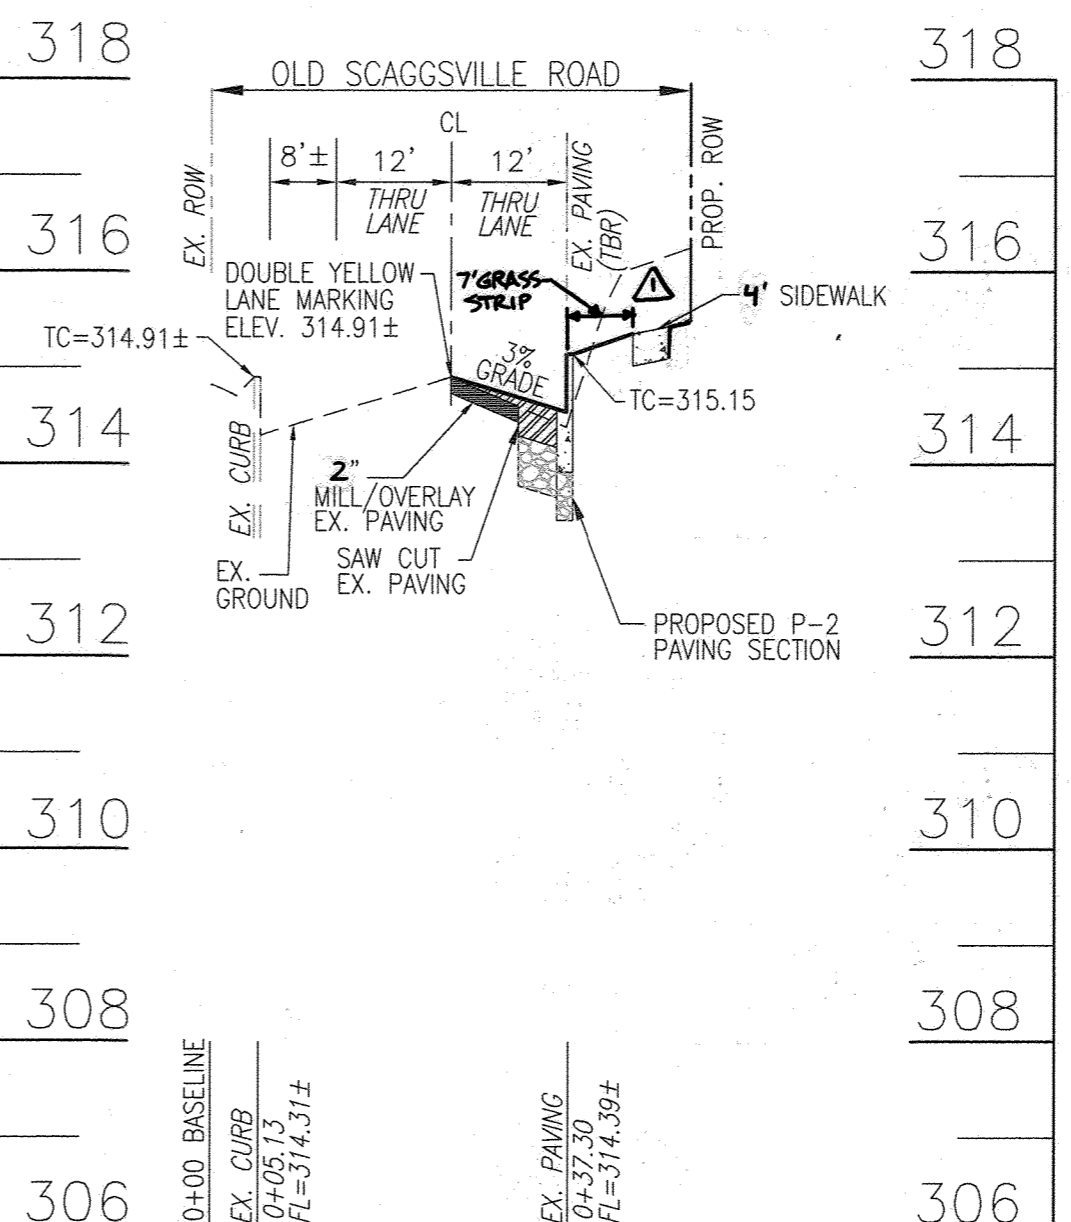 318
318
OLD SCAGGSVILLE ROAD
CL
8'±
12'
12'
THRU
LANE
THRU
LANE
EX. ROW
EX. PAVING
(TBR)
PROP. ROW
316
316
DOUBLE YELLOW
LANE MARKING
ELEV. 314.91±
7' GRASS
STRIP
1
4' SIDEWALK
TC=314.91±
3%
GRADE
TC=315.15
314
314
EX. CURB
2"
MILL/OVERLAY
EX. PAVING
SAW CUT
EX. PAVING
EX.
GROUND
312
312
PROPOSED P-2
PAVING SECTION
310
310
308
308
0+00 BASELINE
EX. CURB
0+05.13
FL=314.31±
EX. PAVING
0+37.30
FL=314.39±
306
306